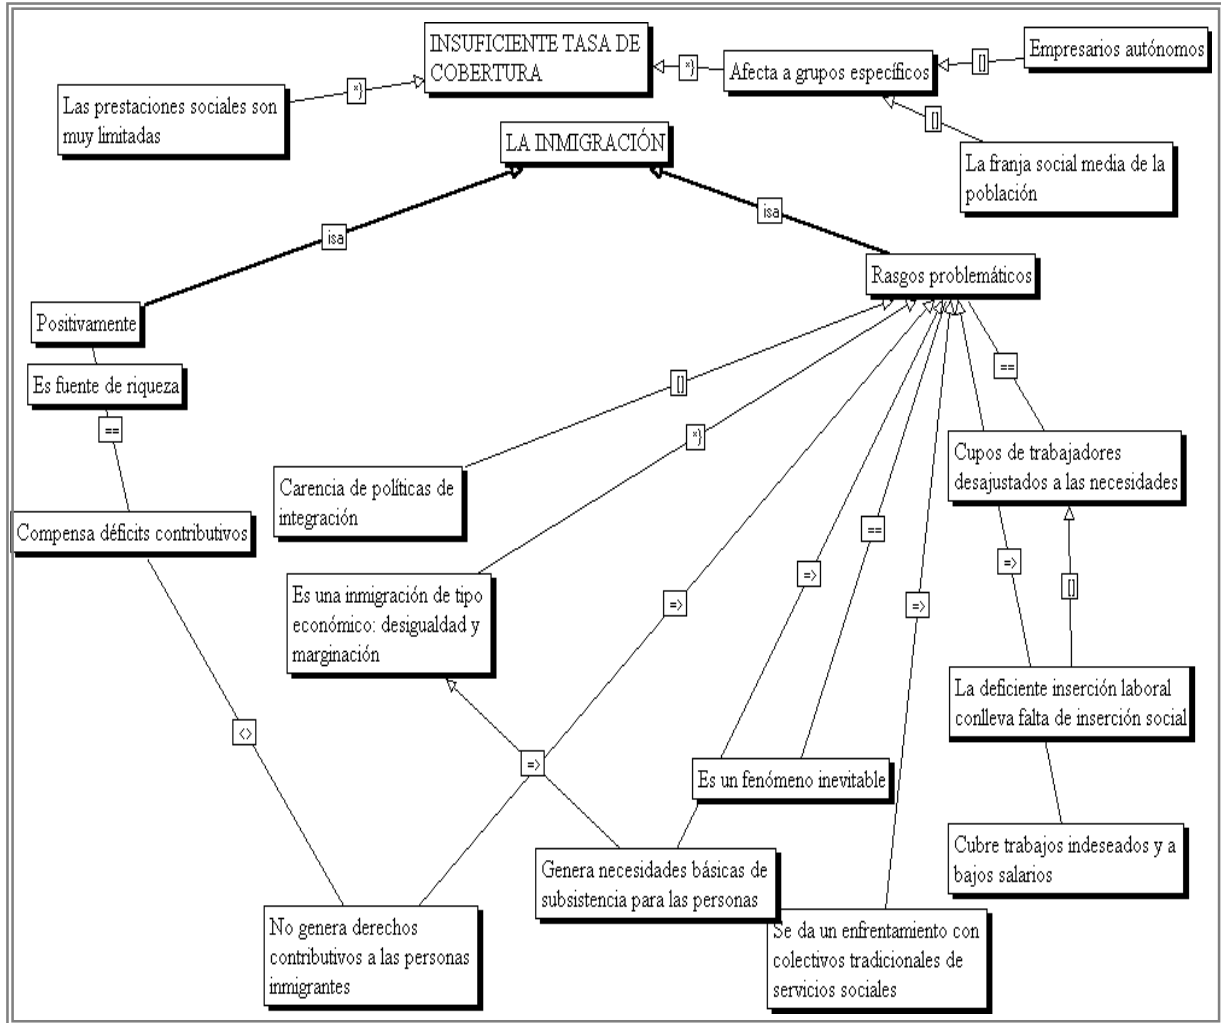 INSUFICIENTE TASA DE
COBERTURA
*}
Afecta a grupos específicos
[]
Empresarios autónomos
Las prestaciones sociales son
muy limitadas
*}
[]
La franja social media de la
población
LA INMIGRACIÓN
isa
isa
Rasgos problemáticos
Positivamente
Es fuente de riqueza
==
Compensa déficits contributivos
[]
*}
==
Carencia de políticas de
integración
Cupos de trabajadores
desajustados a las necesidades
Es una inmigración de tipo
económico: desigualdad y
marginación
=>
=>
==
=>
=>
[]
La deficiente inserción laboral
conlleva falta de inserción social
<>
=>
Es un fenómeno inevitable
Cubre trabajos indeseados y a
bajos salarios
Genera necesidades básicas de
subsistencia para las personas
No genera derechos
contributivos a las personas
inmigrantes
Se da un enfrentamiento con
colectivos tradicionales de
servicios sociales